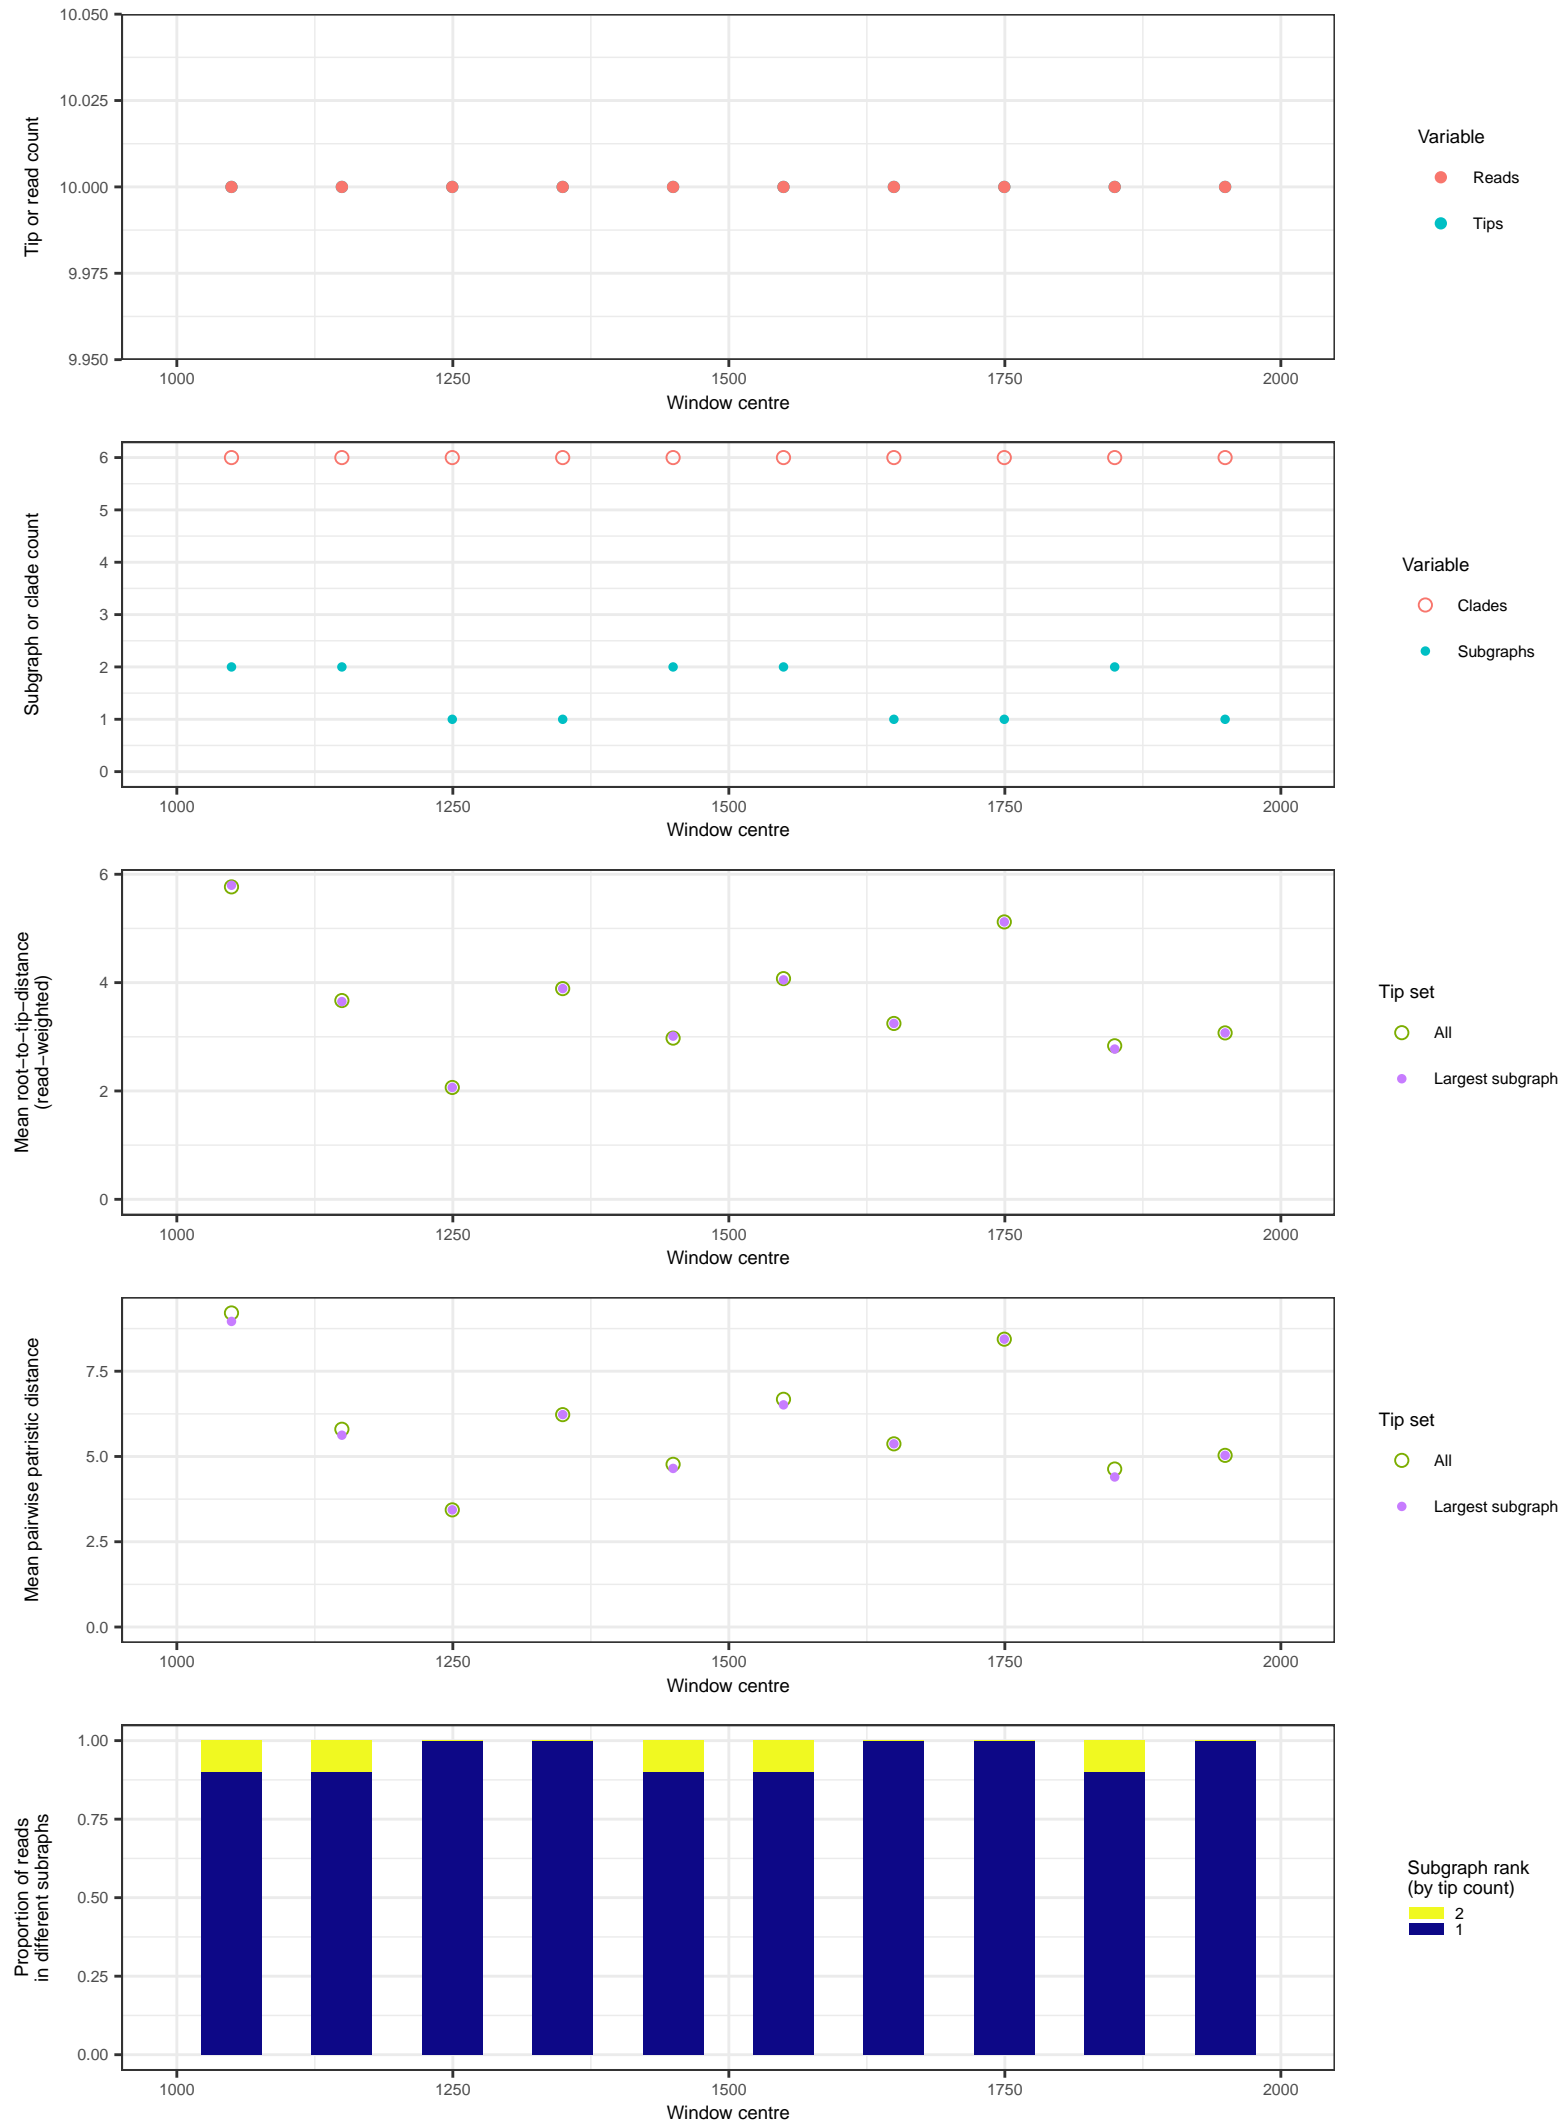 10.050
10.025
10.000
9.975
9.950
Tip or read count
1000 1250 1500 1750 2000
Window centre
Variable
Reads
Tips
6
5
4
3
2
1
0
Subgraph or clade count
1000 1250 1500 1750 2000
Window centre
Variable
Clades
Subgraphs
6
4
2
0
Mean root−to−tip−distance
(read−weighted)
1000 1250 1500 1750 2000
Window centre
Tip set
All
Largest subgraph
7.5
5.0
2.5
0.0
Mean pairwise patristic distance
1000 1250 1500 1750 2000
Window centre
Tip set
All
Largest subgraph
1.00
0.75
0.50
0.25
0.00
Proportion of reads
in different subraphs
1000 1250 1500 1750 2000
Window centre
Subgraph rank
(by tip count)
2
1